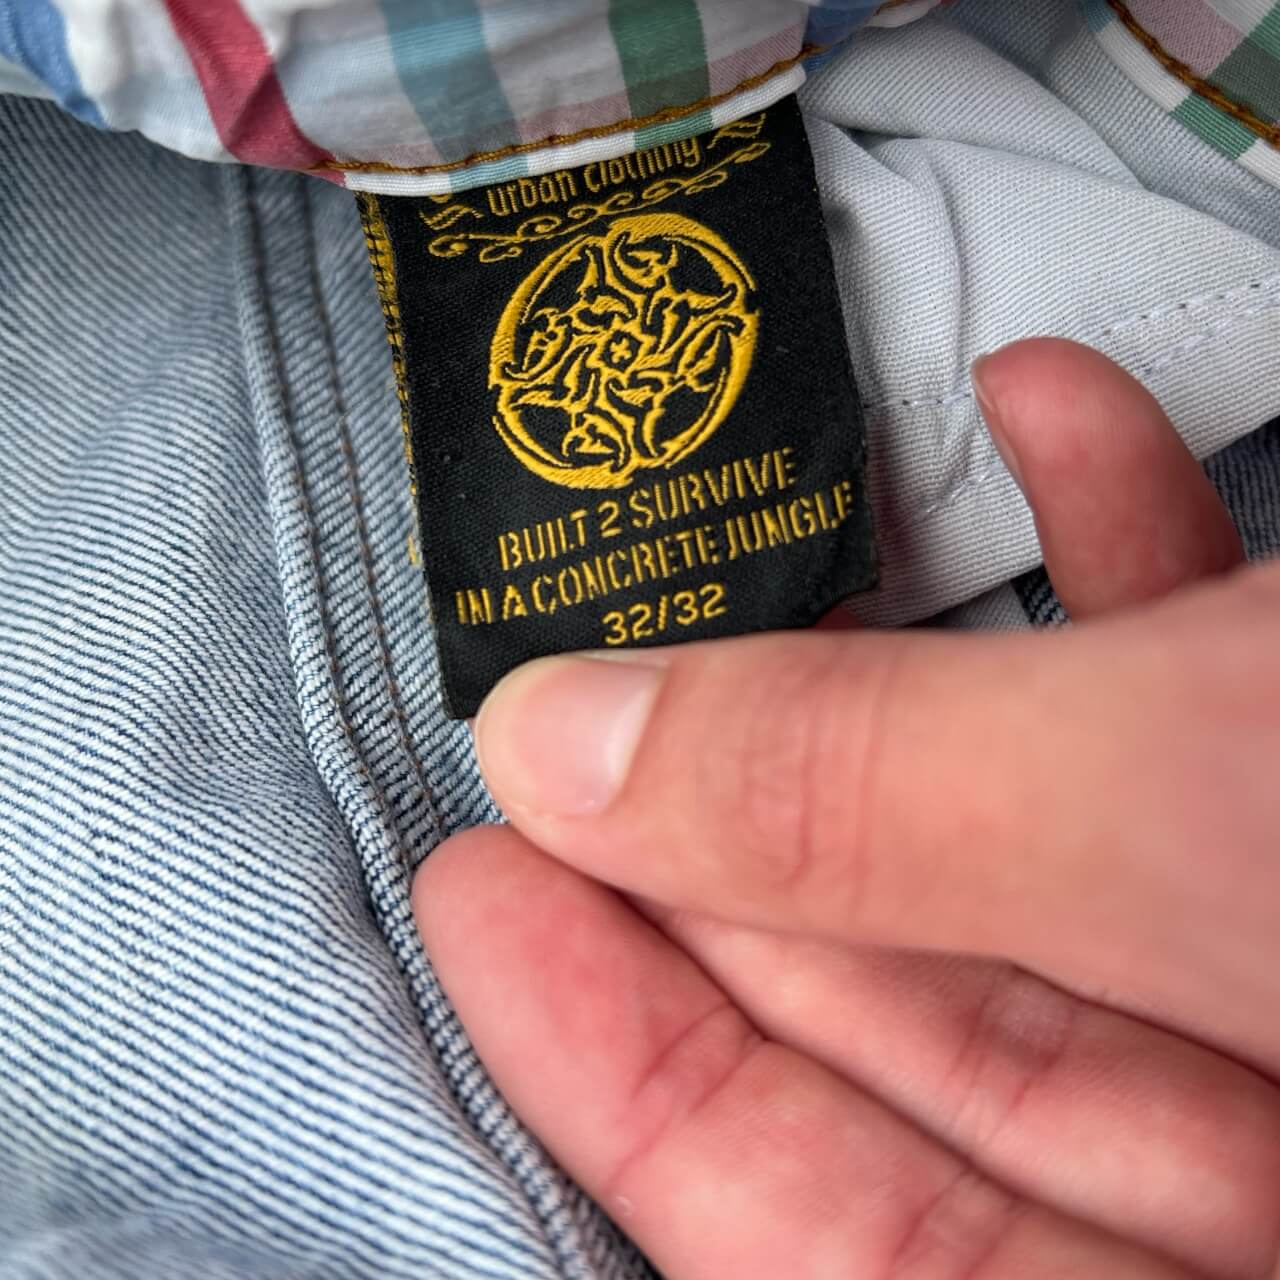 urban clothing
BUILT 2 SURVIVE
IN A CONCRETE JUNGLE
32/32